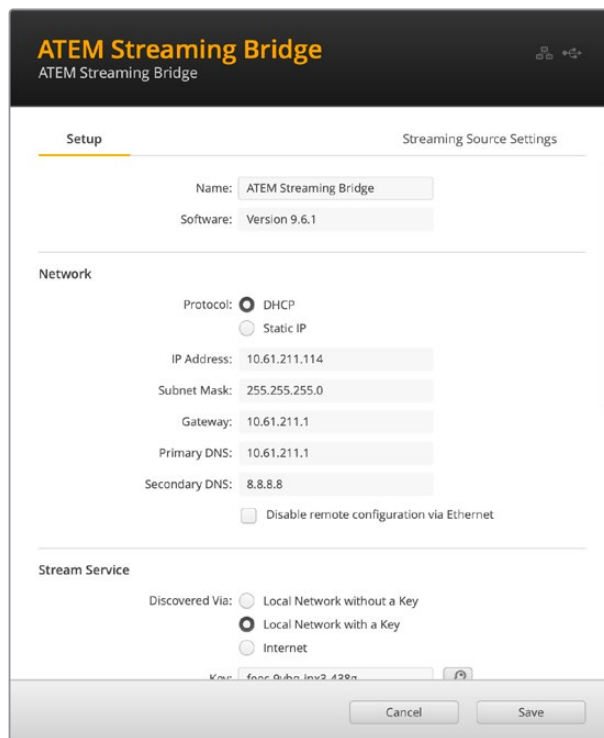 ATEM Streaming Bridge
ATEM Streaming Bridge
Setup
Streaming Source Settings
Name: ATEM Streaming Bridge
Software: Version 9.6.1
Network
Protocol: DHCP
Static IP
IP Address: 10.61.211.114
Subnet Mask: 255.255.255.0
Gateway: 10.61.211.1
Primary DNS: 10.61.211.1
Secondary DNS: 8.8.8.8
Disable remote configuration via Ethernet
Stream Service
Discovered Via: Local Network without a Key
Local Network with a Key
Internet
Key:
Cancel
Save